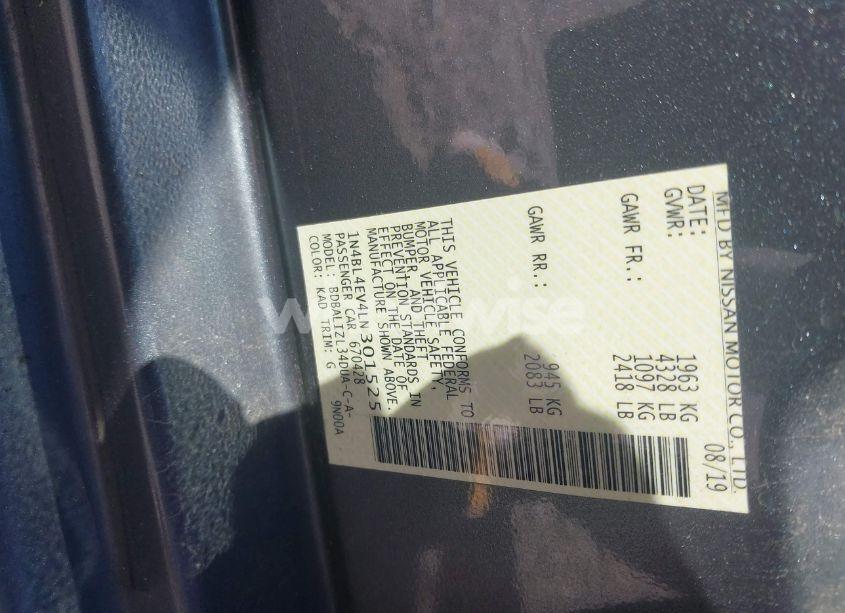 MFD BY NISSAN MOTOR CO., LTD.
DATE: 08/19
GVWR: 1963 KG
4328 LB
GAWR FR.: 1097 KG
2418 LB
GAWR RR.: 945 KG
2083 LB
THIS VEHICLE CONFORMS TO
ALL APPLICABLE FEDERAL
MOTOR VEHICLE SAFETY,
BUMPER, AND THEFT
PREVENTION STANDARDS IN
EFFECT ON THE DATE OF
MANUFACTURE SHOWN ABOVE.
1N4BL4EV4LN301525
PASSENGER CAR 670428
MODEL: BDBALIZL34DUA-C-A-
COLOR: KAD TRIM: G 9N00A